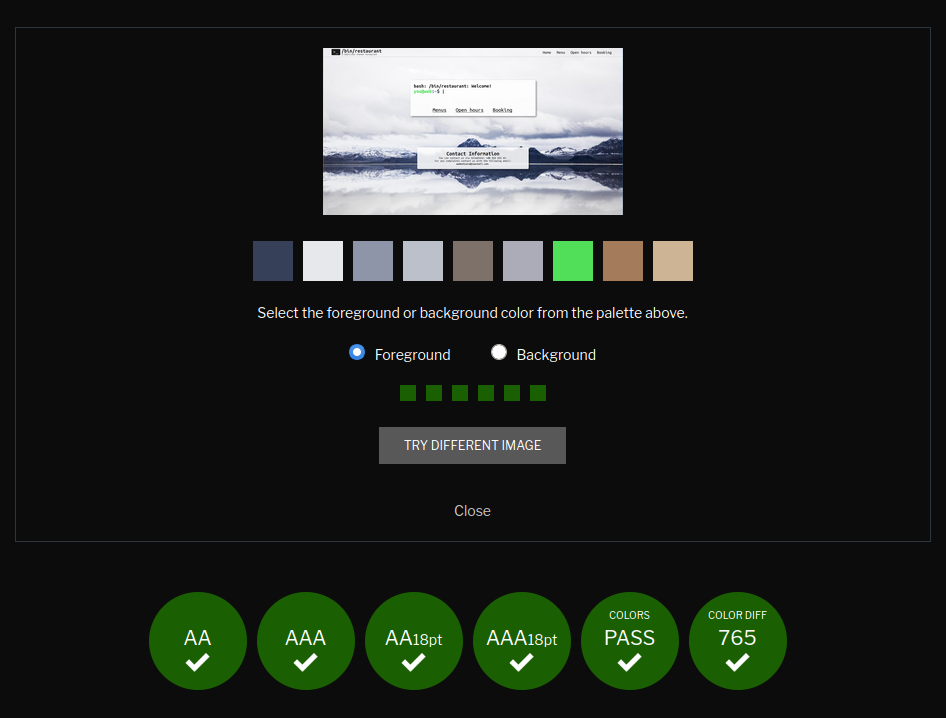 /bin/restaurant
Home Menu Open hours Booking
bash: /bin/restaurant: Welcome!
you@web1~$ |
Menus Open hours Booking
Contact Information
Select the foreground or background color from the palette above.
Foreground Background
TRY DIFFERENT IMAGE
Close
AA
AAA
AA18pt
AAA18pt
COLORS
PASS
COLOR DIFF
765